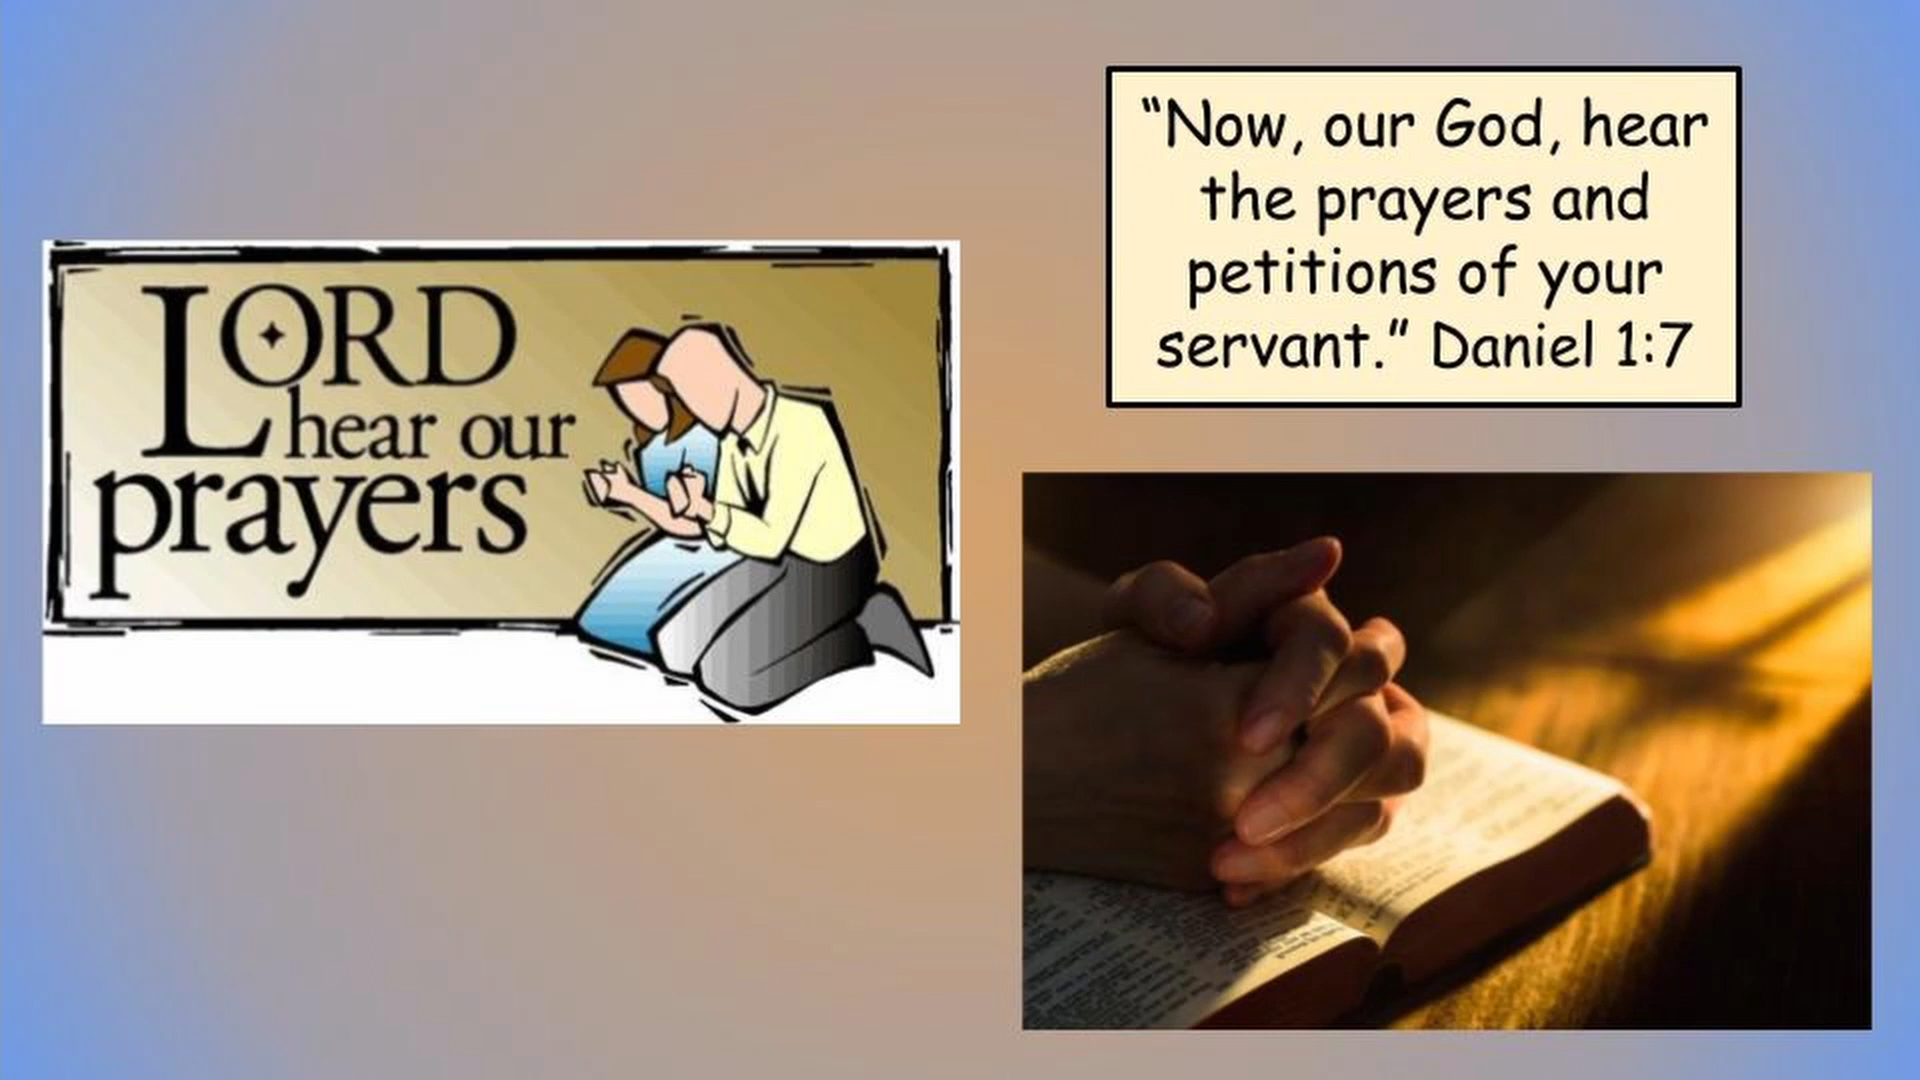 LORD
hear our
prayers
“Now, our God, hear
the prayers and
petitions of your
servant.” Daniel 1:7